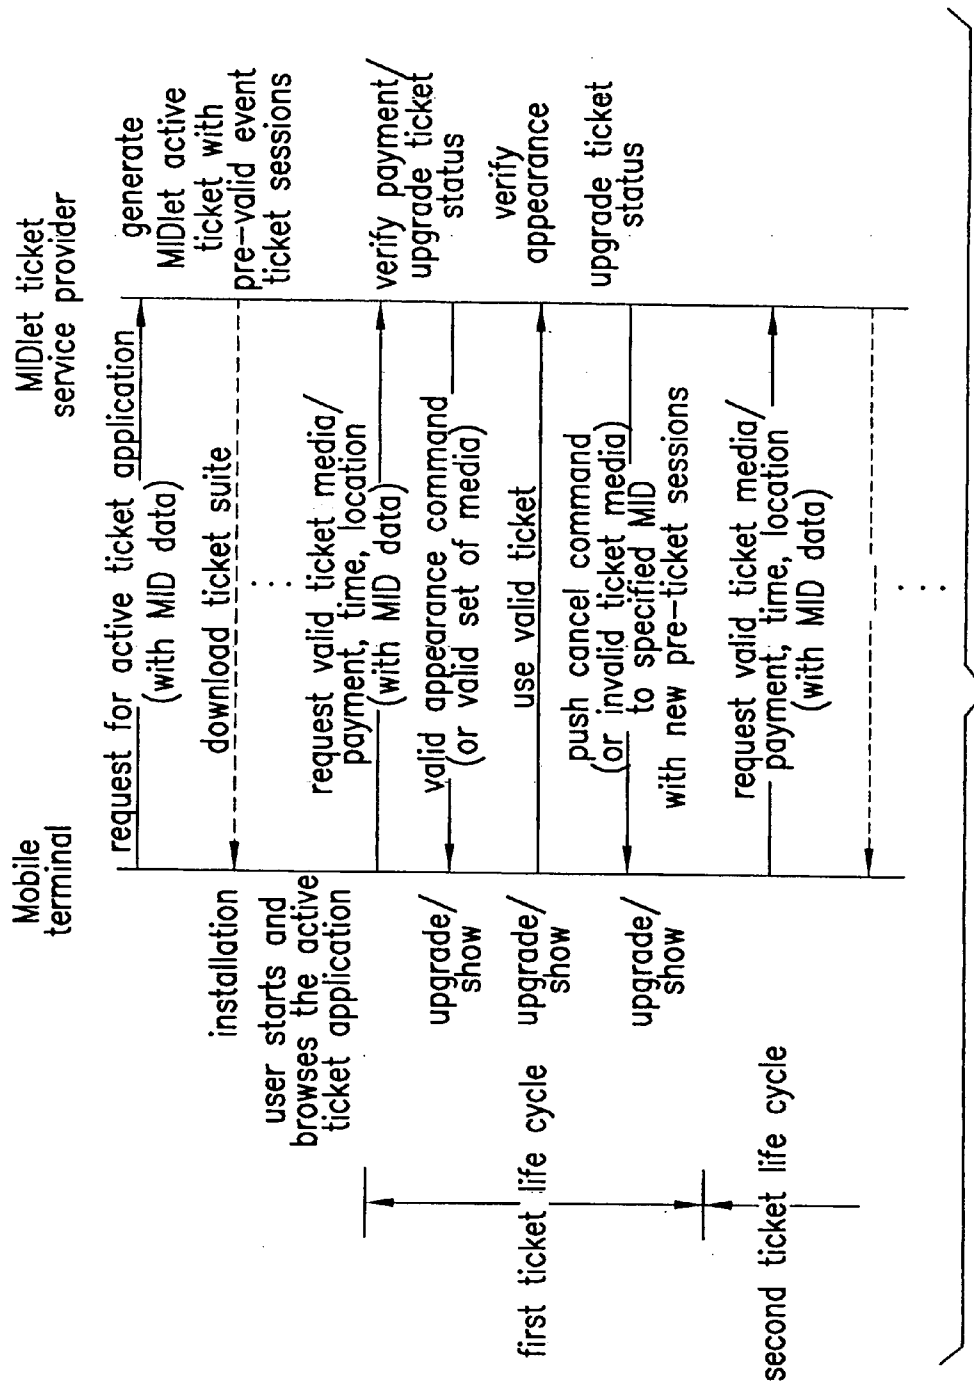 Mobile
terminal
MIDlet ticket
service provider
request for active ticket application
(with MID data)
generate
MIDlet active
ticket with
pre-valid event
ticket sessions
download ticket suite
installation
user starts and
browses the active
ticket application
request valid ticket media/
payment, time, location
(with MID data)
verify payment/
upgrade ticket
status
valid appearance command
(or valid set of media)
upgrade/
show
use valid ticket
upgrade/
show
verify
appearance
push cancel command
(or invalid ticket media)
to specified MID
with new pre-ticket sessions
upgrade/
show
upgrade ticket
status
request valid ticket media/
payment, time, location
(with MID data)
first ticket life cycle
second ticket life cycle